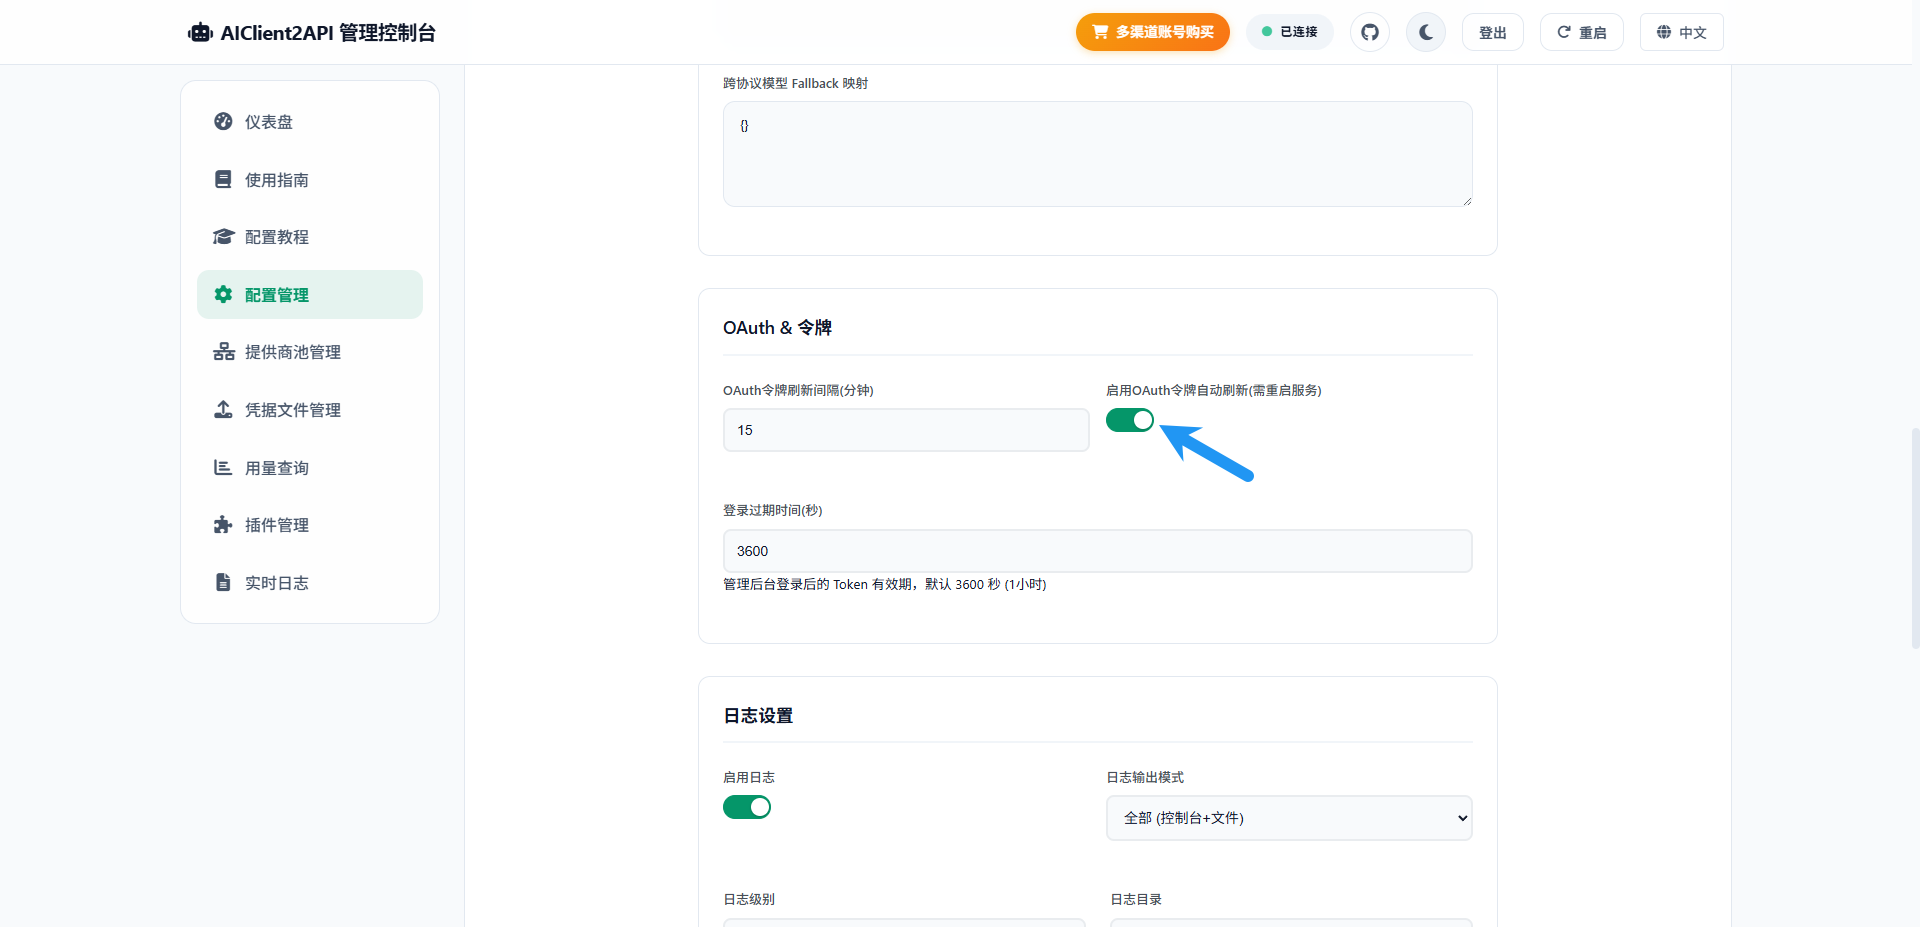 AIClient2API 管理控制台
多渠道账号购买
已连接
登出
重启
中文
仪表盘
使用指南
配置教程
配置管理
提供商池管理
凭据文件管理
用量查询
插件管理
实时日志
跨协议模型 Fallback 映射
{}
OAuth & 令牌
OAuth令牌刷新间隔(分钟)
启用OAuth令牌自动刷新(需重启服务)
15
登录过期时间(秒)
3600
管理后台登录后的 Token 有效期，默认 3600 秒 (1小时)
日志设置
启用日志
日志输出模式
全部 (控制台+文件)
日志级别
日志目录